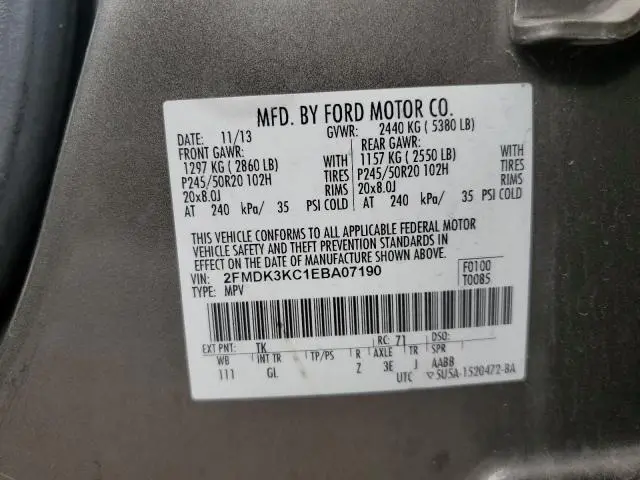 MFD. BY FORD MOTOR CO.
DATE: 11/13 GVWR: 2440 KG ( 5380 LB)
FRONT GAWR: REAR GAWR:
1297 KG ( 2860 LB) WITH 1157 KG ( 2550 LB) WITH
P245/50R20 102H TIRES P245/50R20 102H TIRES
20x8.0J RIMS 20x8.0J RIMS
AT 240 kPa/ 35 PSI COLD AT 240 kPa/ 35 PSI COLD
THIS VEHICLE CONFORMS TO ALL APPLICABLE FEDERAL MOTOR
VEHICLE SAFETY AND THEFT PREVENTION STANDARDS IN
EFFECT ON THE DATE OF MANUFACTURE SHOWN ABOVE.
VIN: 2FMDK3KC1EBA07190 F0100
TYPE: MPV T0085
EXT PNT: TK RC: 71 DSO:
WB INT TR TP/PS R AXLE TR SPR
111 GL Z 3E J AABB
UTC ▽5U5A-1520472-BA